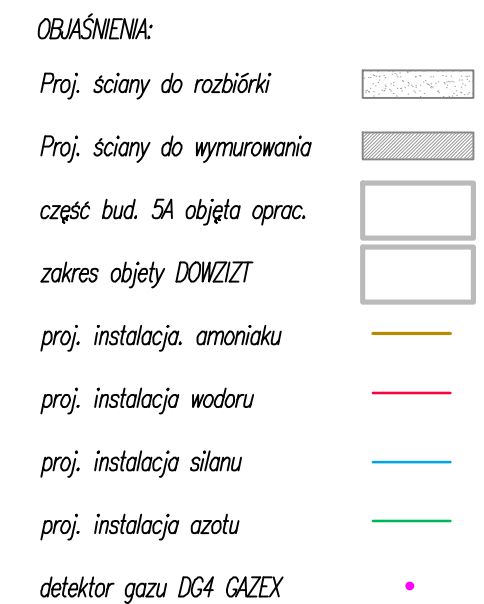 OBJAŚNIENIA:
Proj. ściany do rozbiórki
Proj. ściany do wymurowania
część bud. 5A objęta oprac.
zakres objety DOWZIZT
proj. instalacja. amoniaku
proj. instalacja wodoru
proj. instalacja silanu
proj. instalacja azotu
detektor gazu DG4 GAZEX